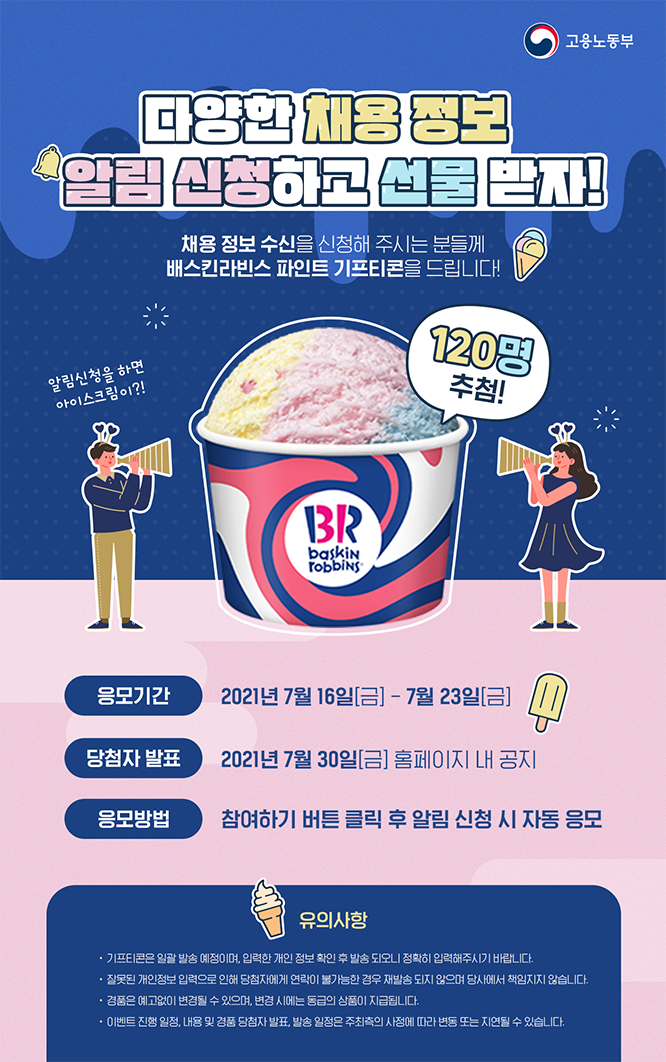 고용노동부
다양한 채용 정보
알림 신청하고 선물 받자!
채용 정보 수신을 신청해 주시는 분들께
배스킨라빈스 파인트 기프티콘을 드립니다!
120명
추첨!
알림신청을 하면
아이스크림이?!
BR
baskin
robbins®
응모기간 2021년 7월 16일[금] - 7월 23일[금]
당첨자 발표 2021년 7월 30일[금] 홈페이지 내 공지
응모방법 참여하기 버튼 클릭 후 알림 신청 시 자동 응모
유의사항
· 기프티콘은 일괄 발송 예정이며, 입력한 개인 정보 확인 후 발송 되오니 정확히 입력해주시기 바랍니다.
· 잘못된 개인정보 입력으로 인해 당첨자에게 연락이 불가능한 경우 재발송 되지 않으며 당사에서 책임지지 않습니다.
· 경품은 예고없이 변경될 수 있으며, 변경 시에는 동급의 상품이 지급됩니다.
· 이벤트 진행 일정, 내용 및 경품 당첨자 발표, 발송 일정은 주최측의 사정에 따라 변동 또는 지연될 수 있습니다.